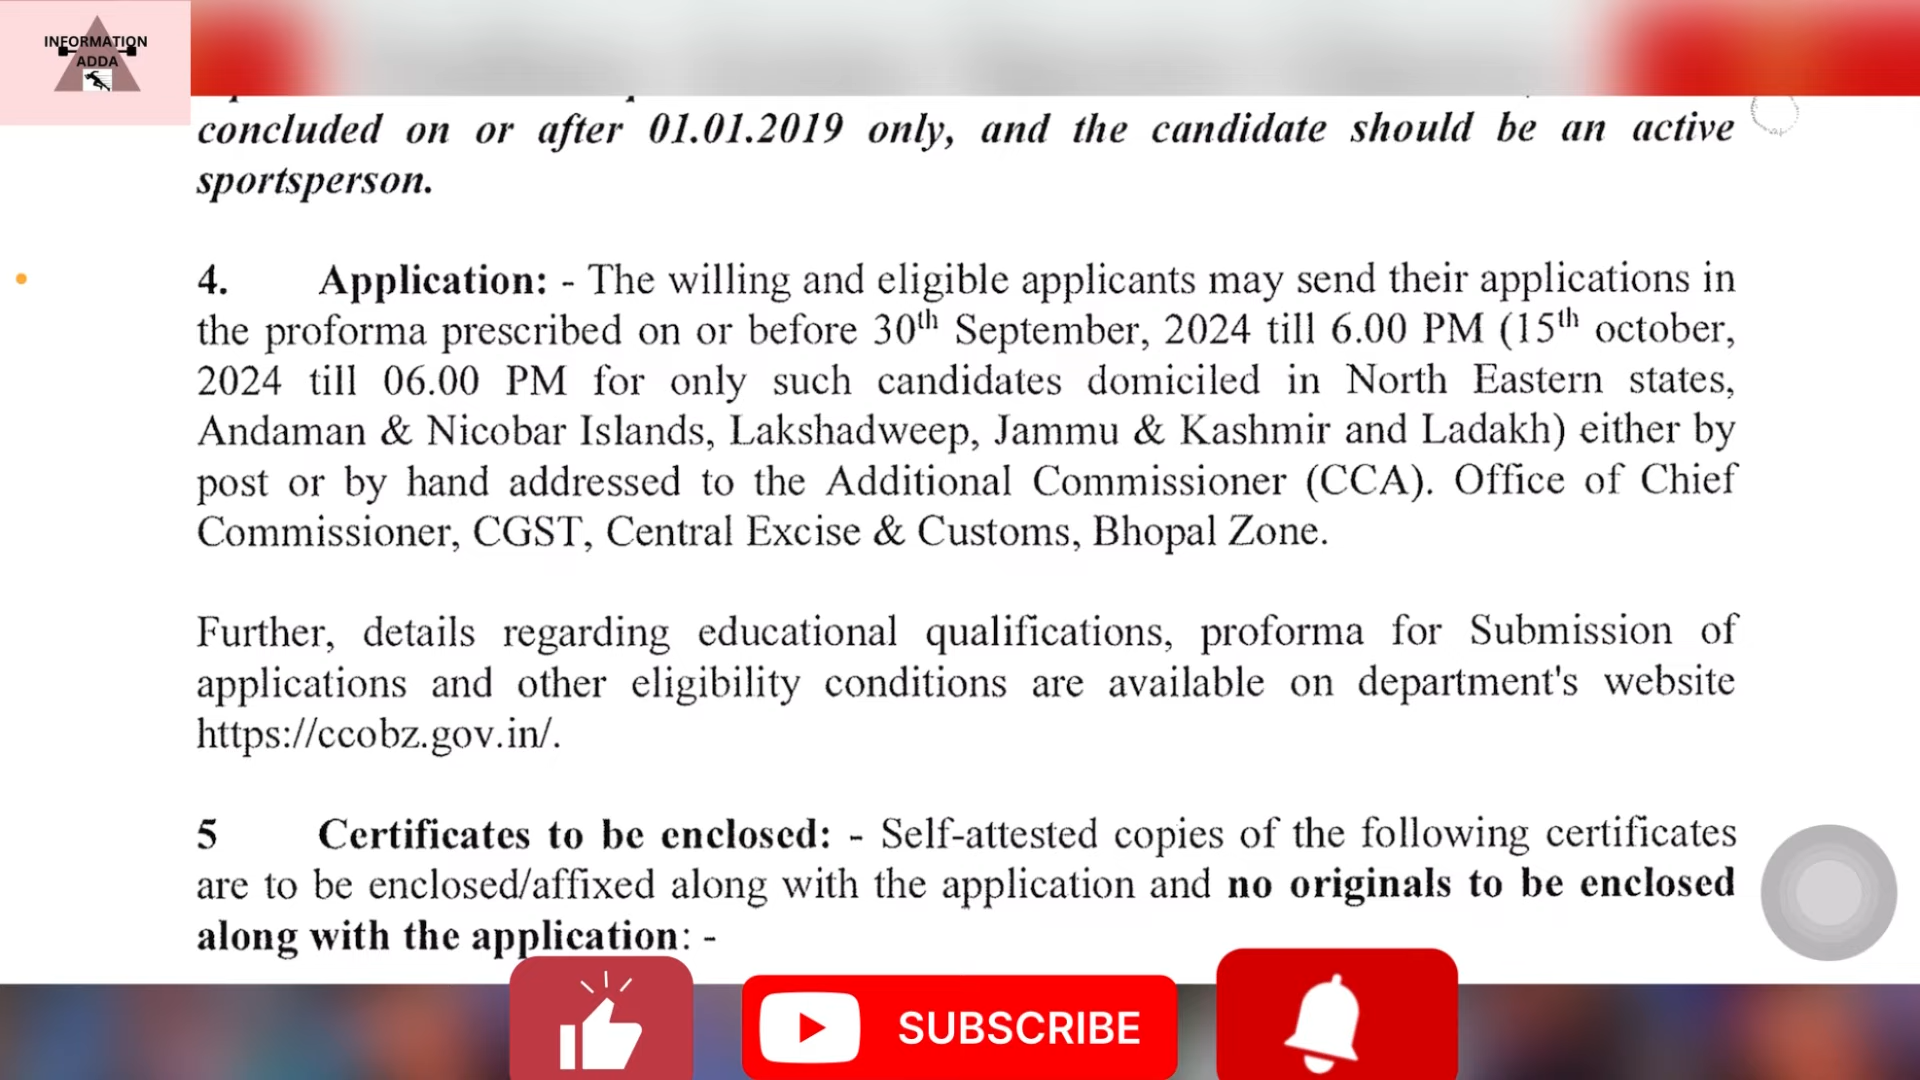 INFORMATION
ADDA
concluded on or after 01.01.2019 only, and the candidate should be an active
sportsperson.
4. Application: - The willing and eligible applicants may send their applications in
the proforma prescribed on or before 30th September, 2024 till 6.00 PM (15th october,
2024 till 06.00 PM for only such candidates domiciled in North Eastern states,
Andaman & Nicobar Islands, Lakshadweep, Jammu & Kashmir and Ladakh) either by
post or by hand addressed to the Additional Commissioner (CCA). Office of Chief
Commissioner, CGST, Central Excise & Customs, Bhopal Zone.
Further, details regarding educational qualifications, proforma for Submission of
applications and other eligibility conditions are available on department's website
https://ccobz.gov.in/.
5 Certificates to be enclosed: - Self-attested copies of the following certificates
are to be enclosed/affixed along with the application and no originals to be enclosed
along with the application: -
SUBSCRIBE